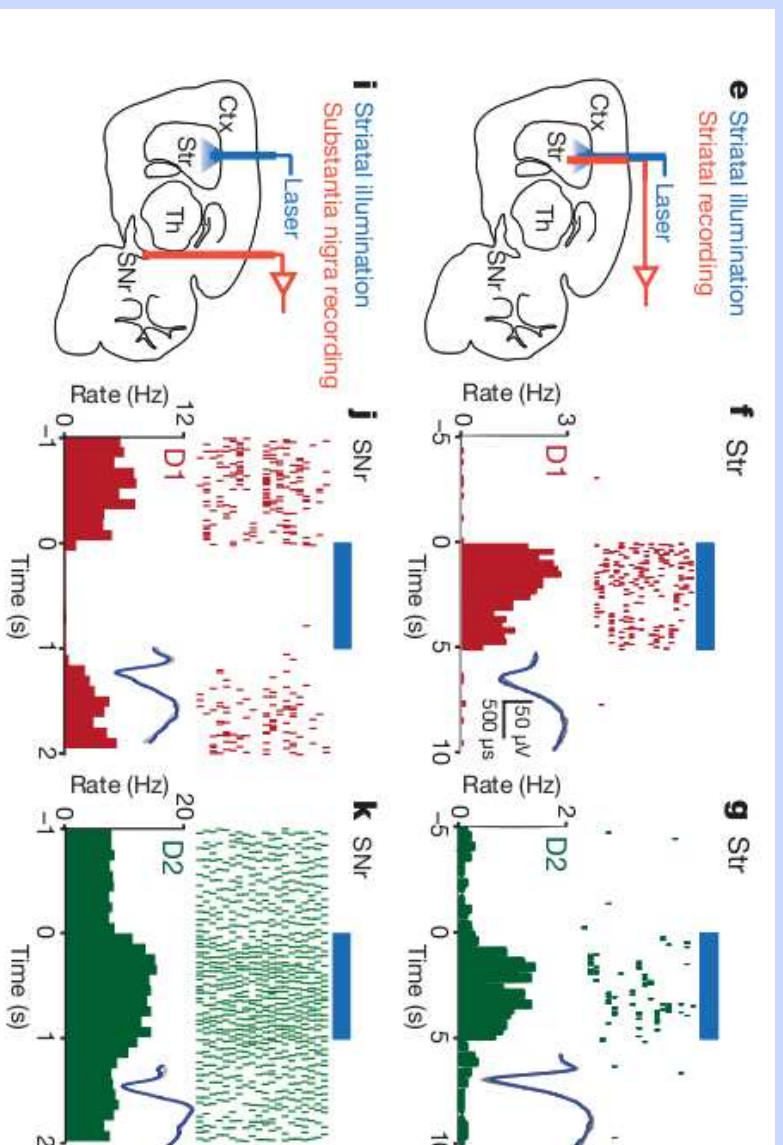 e Striatal illumination
Striatal recording
Laser
Ctx
Str
Th
SNr
f Str
D1
Rate (Hz)
3
0
−5
0
5
10
Time (s)
50 µV
500 µs
g Str
D2
Rate (Hz)
2
0
−5
0
5
10
Time (s)
i Striatal illumination
Substantia nigra recording
Laser
Ctx
Str
Th
SNr
j SNr
D1
Rate (Hz)
12
0
−1
0
1
2
Time (s)
k SNr
D2
Rate (Hz)
20
0
−1
0
1
2
Time (s)